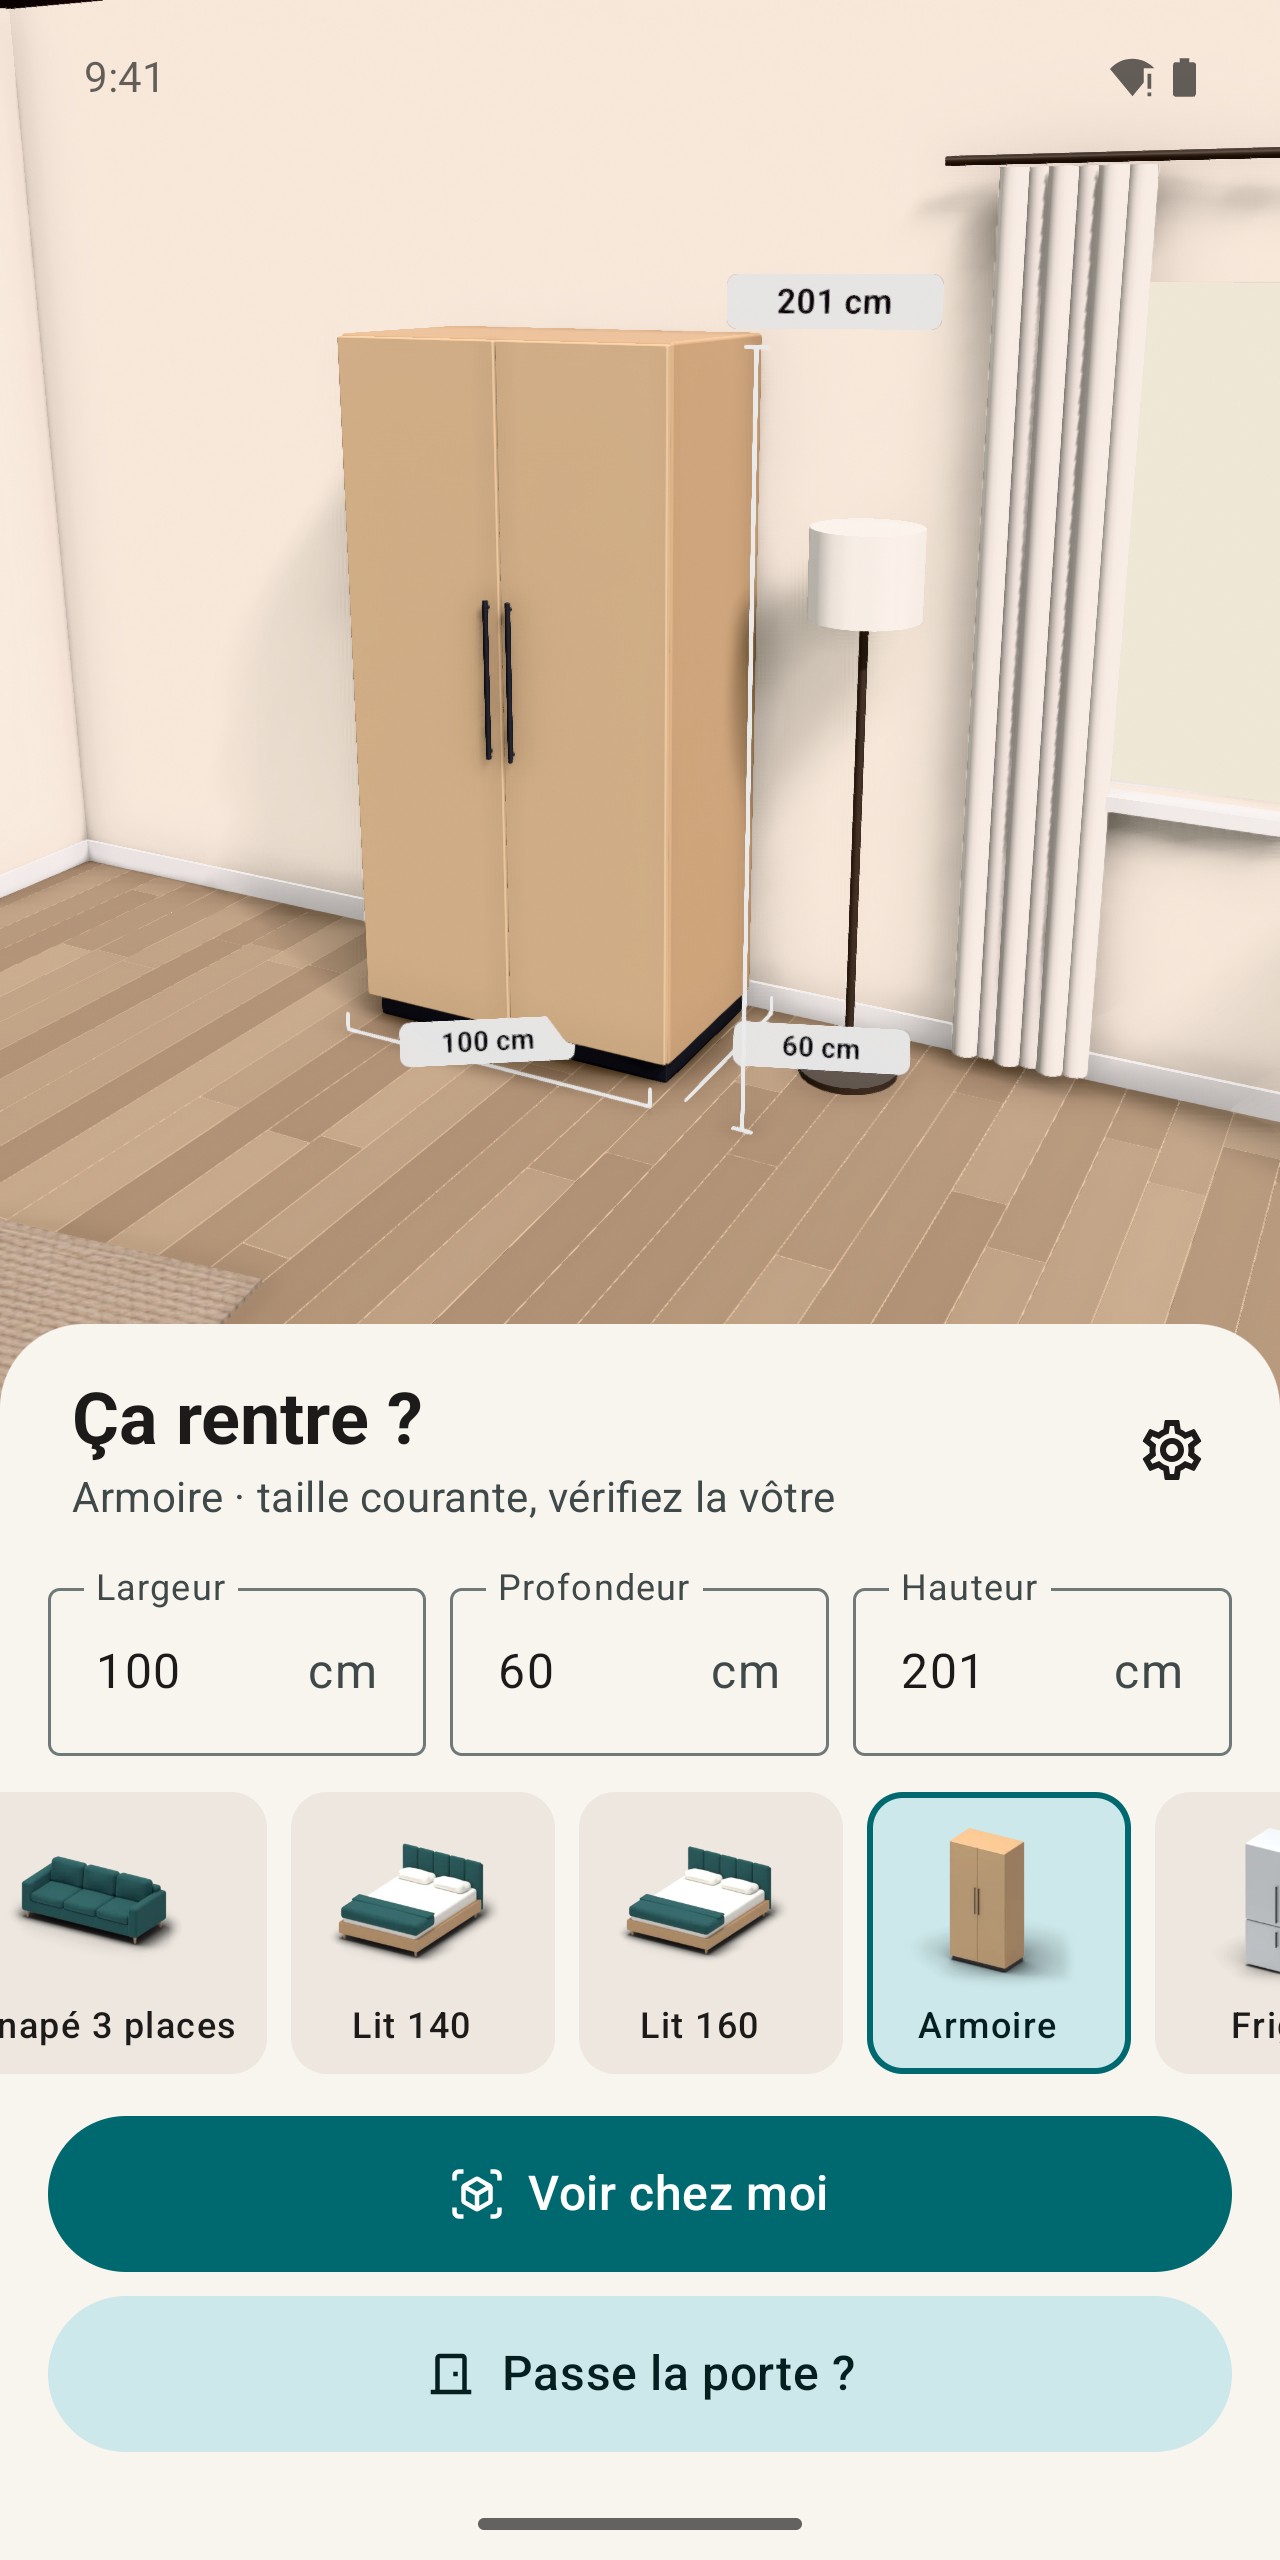 9:41
201 cm
100 cm
60 cm
Ça rentre ?
Armoire · taille courante, vérifiez la vôtre
Largeur
Profondeur
Hauteur
100 cm
60 cm
201 cm
napé 3 places
Lit 140
Lit 160
Armoire
Fri
Voir chez moi
Passe la porte ?